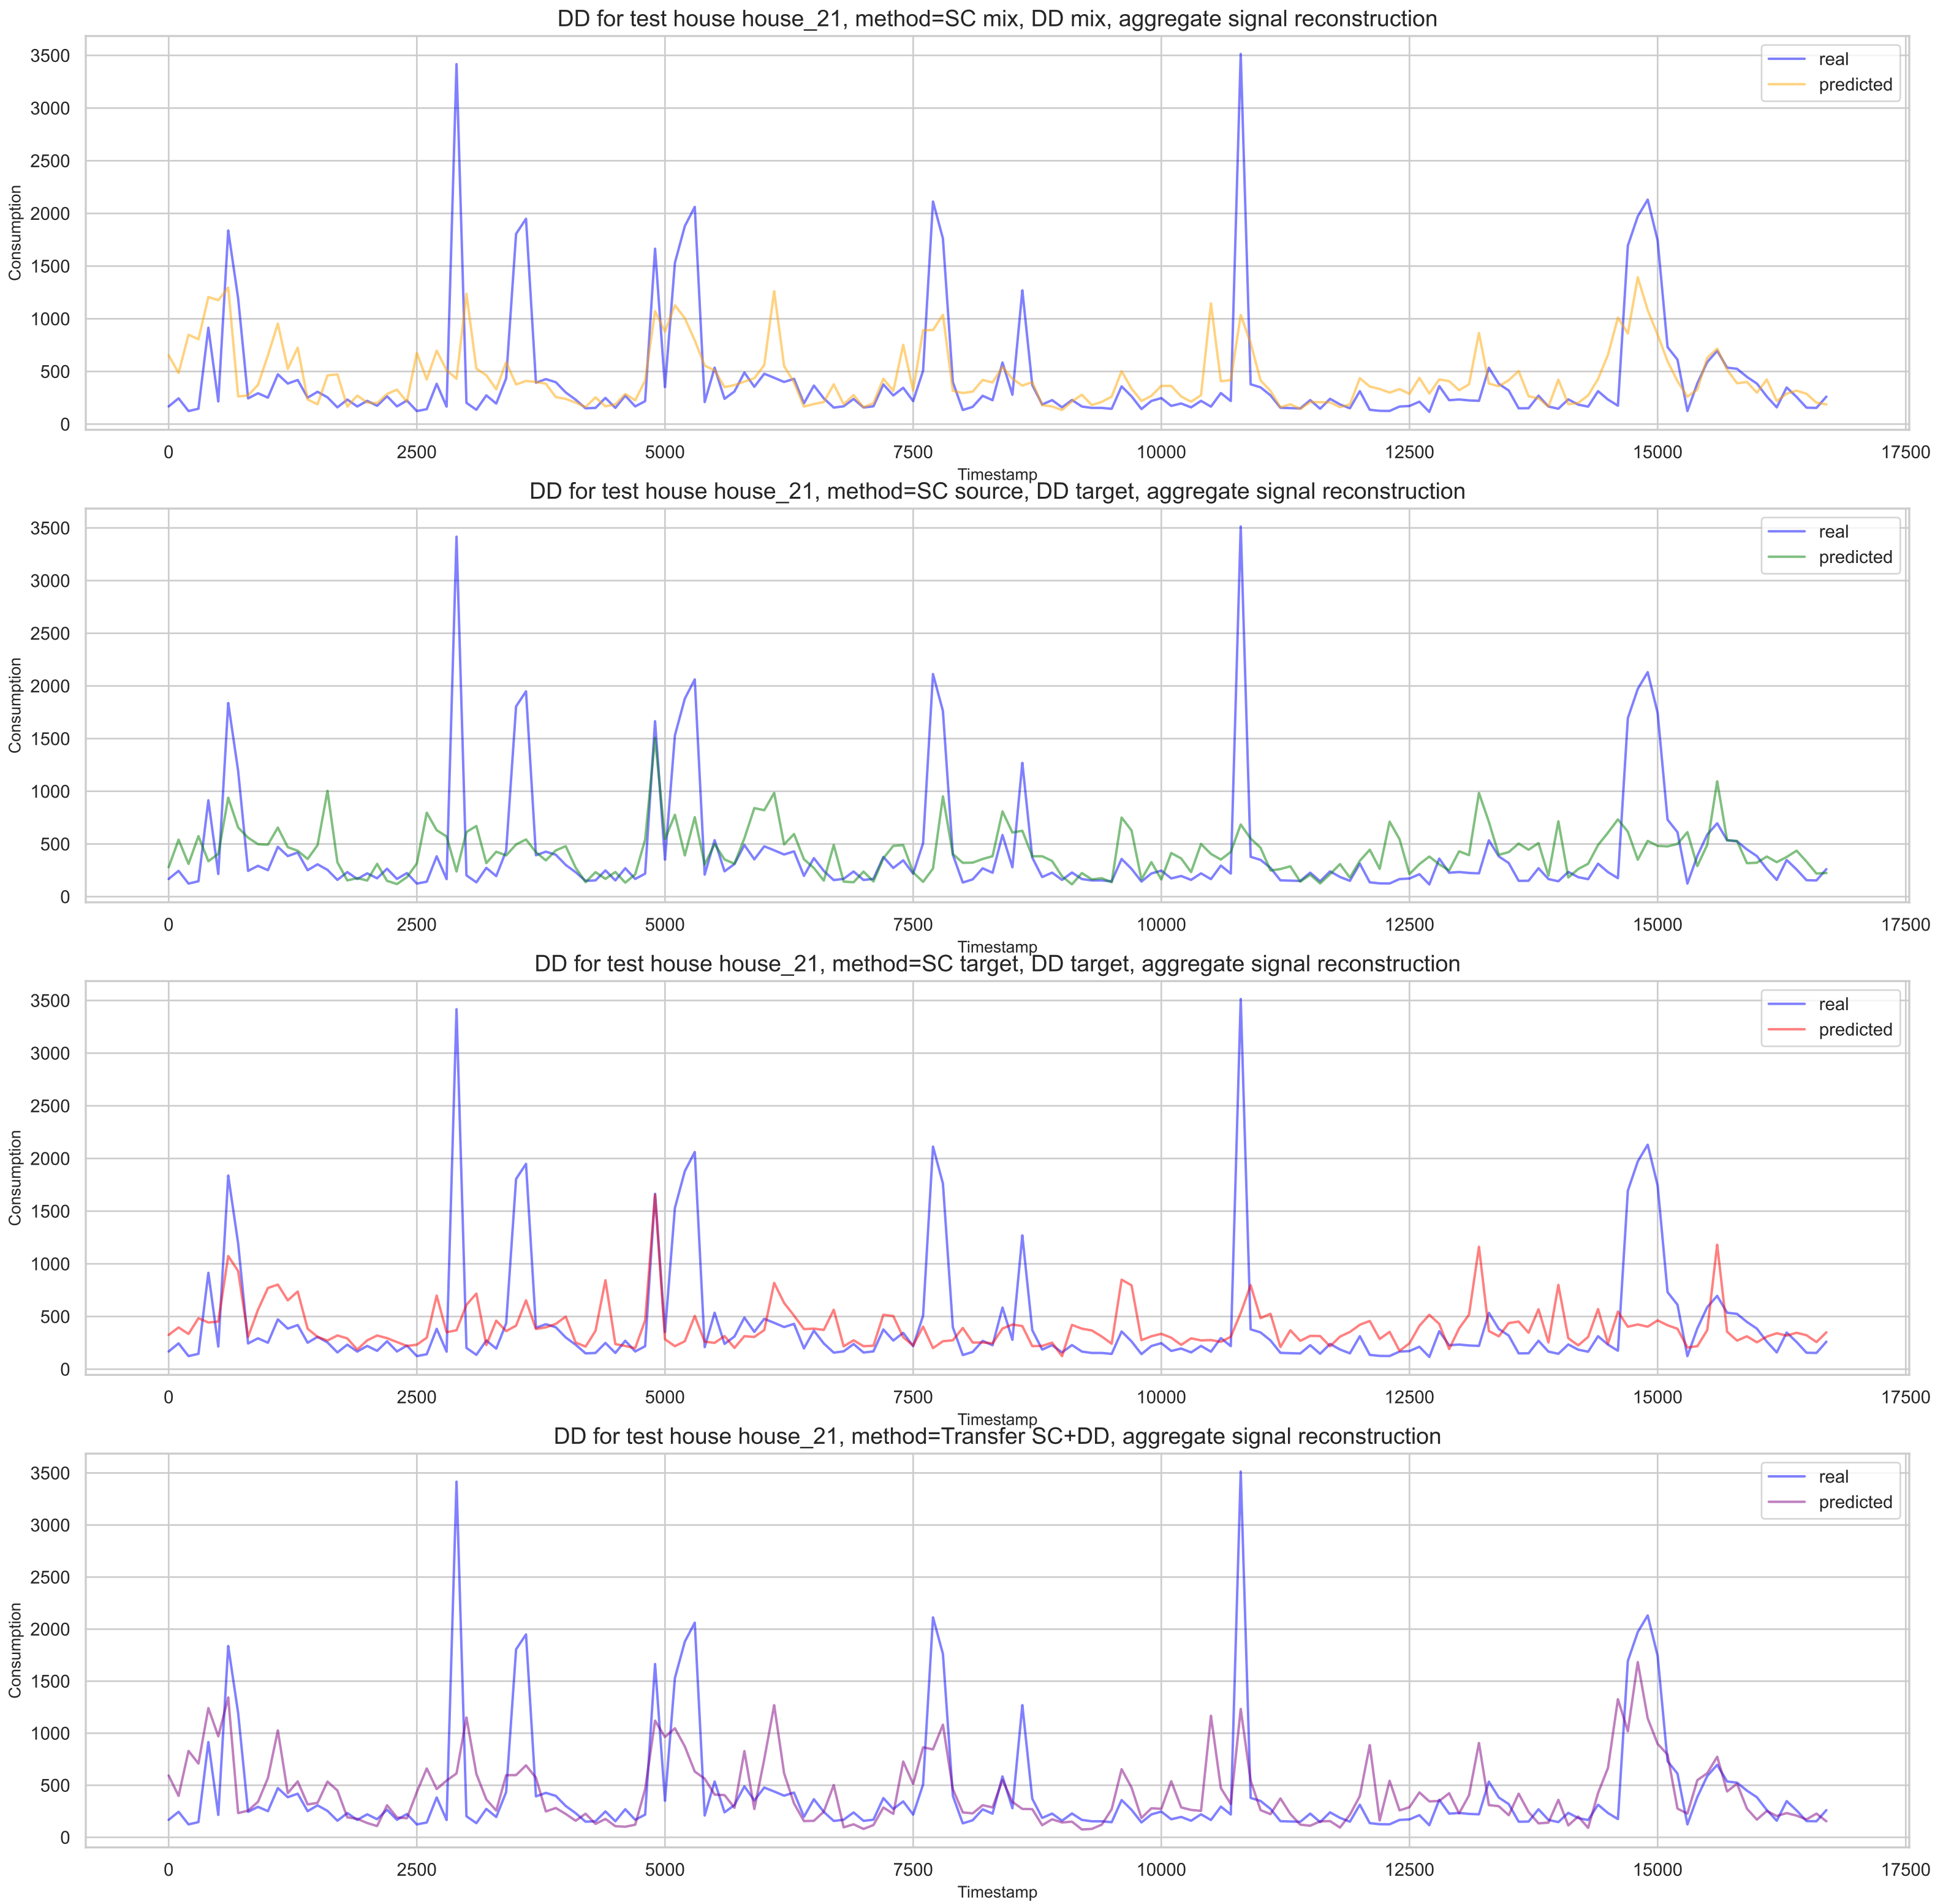 DD for test house house_21, method=SC mix, DD mix, aggregate signal reconstruction
3500
3000
2500
2000
1500
1000
500
0
Consumption
real
predicted
0 2500 5000 7500 10000 12500 15000 17500
Timestamp
DD for test house house_21, method=SC source, DD target, aggregate signal reconstruction
3500
3000
2500
2000
1500
1000
500
0
Consumption
real
predicted
0 2500 5000 7500 10000 12500 15000 17500
Timestamp
DD for test house house_21, method=SC target, DD target, aggregate signal reconstruction
3500
3000
2500
2000
1500
1000
500
0
Consumption
real
predicted
0 2500 5000 7500 10000 12500 15000 17500
Timestamp
DD for test house house_21, method=Transfer SC+DD, aggregate signal reconstruction
3500
3000
2500
2000
1500
1000
500
0
Consumption
real
predicted
0 2500 5000 7500 10000 12500 15000 17500
Timestamp